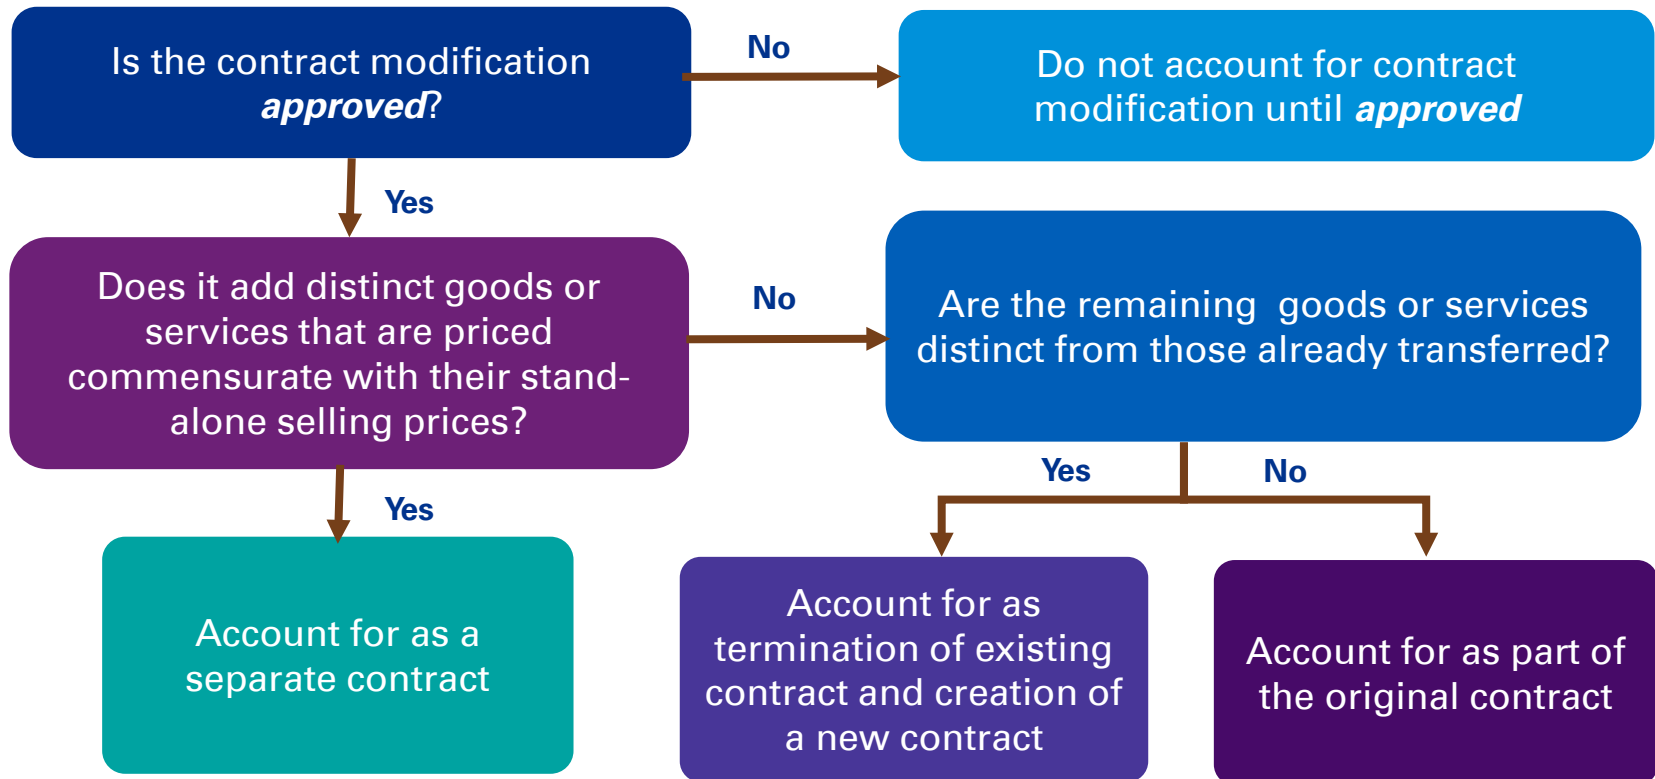 Is the contract modification
approved?
No
Do not account for contract
modification until approved
Yes
Does it add distinct goods or
services that are priced
commensurate with their stand-
alone selling prices?
No
Are the remaining goods or services
distinct from those already transferred?
Yes
Account for as a
separate contract
Yes
No
Account for as
termination of existing
contract and creation of
a new contract
Account for as part of
the original contract